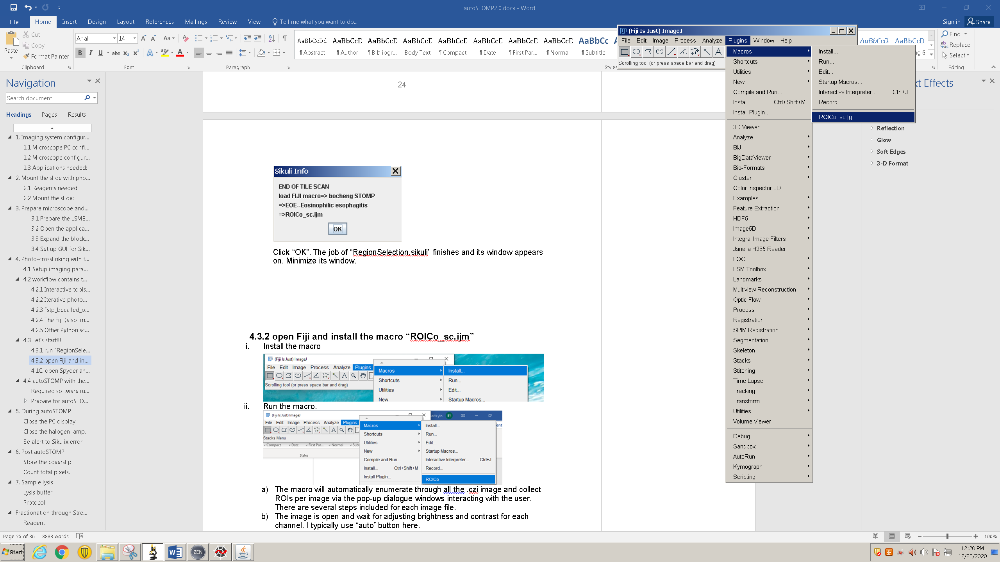 autoSTOMP2.0.docx - Word
File Home Insert Design Layout References Mailings Review View Tell me what you want to do...
Sign in Share
Paste
Cut
Copy
Format Painter
Clipboard
Arial 14
Font
Paragraph
AaBbCcDd AaBbCcD AaBbCcD AaBbCcD AaBbCcD AaBbCcD AaBbCcD AaBbCcD AaBbCc
¶ Abstract ¶ Author ¶ Bibliogr... Body Text ¶ Compact ¶ Date ¶ First Par... ¶ Normal ¶ Subtitle
Styles
AaBbCcD AaBbCcD
ng 6
Find
Replace
Select
Editing
(Fiji Is Just) ImageJ
File Edit Image Process Analyze Plugins Window Help
Scrolling tool (or press space bar and drag)
Macros
Shortcuts
Utilities
New
Compile and Run...
Install... Ctrl+Shift+M
Install PlugIn...
3D Viewer
Analyze
BIJ
BigDataViewer
Bio-Formats
Cluster
Color Inspector 3D
Examples
Feature Extraction
HDF5
Image5D
Integral Image Filters
Janelia H265 Reader
LOCI
LSM Toolbox
Landmarks
Multiview Reconstruction
Optic Flow
Process
Registration
SPIM Registration
Segmentation
Skeleton
Stacks
Stitching
Time Lapse
Tracking
Transform
Utilities
Volume Viewer
Debug
Sandbox
AutoRun
Kymograph
Scripting
Install...
Run...
Edit...
Startup Macros...
Interactive Interpreter... Ctrl+J
Record...
ROICo_sc [g]
xt Effects
Reflection
Glow
Soft Edges
3-D Format
Navigation
Search document
Headings Pages Results
1. Imaging system configur...
1.1 Microscope PC confi...
1.2 Microscope configur...
1.3 Applications needed:
2. Mount the slide with pho...
2.1 Reagents needed:
2.2 Mount the slide:
3. Prepare microscope and...
3.1 Prepare the LSM8...
3.2 Open the applica...
3.3 Expand the block...
3.4 Set up GUI for Sik...
4. Photo-crosslinking with t...
4.1 Setup imaging para...
4.2 workflow contains t...
4.2.1 Interactive tools...
4.2.2 Iterative photo...
4.2.3 "stp_becalled_o...
4.2.4 The Fiji (also im...
4.2.5 Other Python sc...
4.3 Let's start!!!
4.3.1 run "RegionSele...
4.3.2 open Fiji and in...
4.1C. open Spyder an...
4.4 autoSTOMP with the...
Required software ru...
Prepare for autoSTO...
5. During autoSTOMP
Close the PC display.
Close the halogen lamp.
Be alert to Sikulix error.
6. Post autoSTOMP
Store the coverslip
Count total pixels.
7. Sample lysis
Lysis buffer
Protocol
Fractionation through Stre...
Reagent
24
Sikuli Info
END OF TILE SCAN
load FIJI macro=> bocheng STOMP
=>EOE--Eosinophilic esophagitis
=>ROICo_sc.ijm
OK
Click “OK”. The job of “RegionSelection.sikuli’ finishes and its window appears
on. Minimize its window.
4.3.2 open Fiji and install the macro “ROICo_sc.ijm”
i. Install the macro
(Fiji Is Just) ImageJ
File Edit Image Process Analyze Plugins
Scrolling tool (or press space bar and drag)
Macros
Shortcuts
Utilities
New
Install...
Run...
Edit...
Startup Macros...
ii. Run the macro.
(Fiji Is Just) ImageJ
oris yin BY
File Edit Image Process Analyze Plugins
Stacks Menu
Compact Date First Par... Normal Subt
Styles
Macros
Shortcuts
Utilities
New
Compile and Run...
Install... Ctrl+Shift+M
Install PlugIn...
Install...
Run...
Edit...
Startup Macros...
Interactive Interpreter... Ctrl+J
Record...
ROICo
ent
a) The macro will automatically enumerate through all the .czi image and collect
ROIs per image via the pop-up dialogue windows interacting with the user.
There are several steps included for each image file.
b) The image is open and wait for adjusting brightness and contrast for each
channel. I typically use “auto” button here.
Page 25 of 36 3833 words
100%
Start
ZEN
12:20 PM
12/23/2020